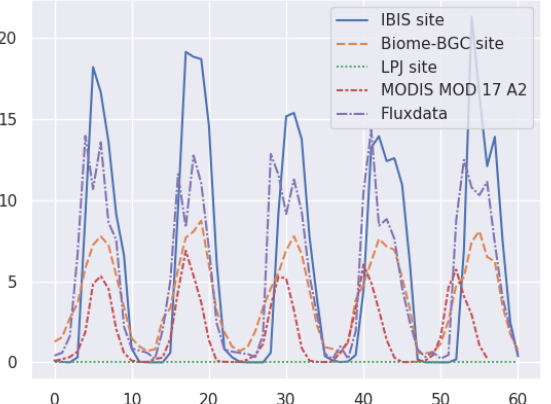 20
15
10
5
0
0 10 20 30 40 50 60
IBIS site
Biome-BGC site
LPJ site
MODIS MOD 17 A2
Fluxdata